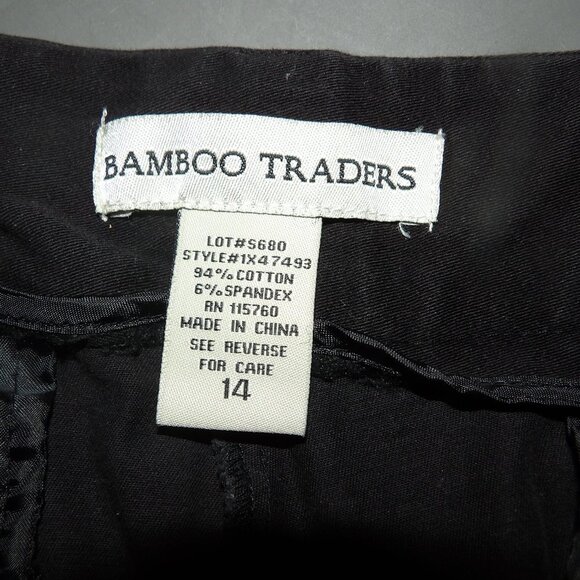 BAMBOO TRADERS
LOT#S680
STYLE#1X47493
94% COTTON
6% SPANDEX
RN 115760
MADE IN CHINA
SEE REVERSE
FOR CARE
14